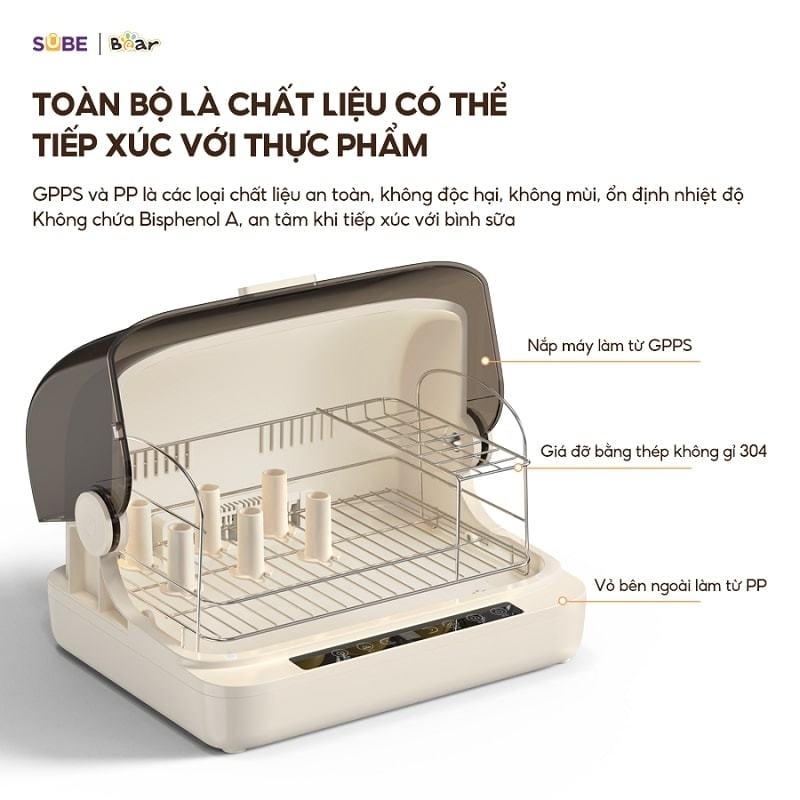 SUBE | Bear
TOÀN BỘ LÀ CHẤT LIỆU CÓ THỂ
TIẾP XÚC VỚI THỰC PHẨM
GPPS và PP là các loại chất liệu an toàn, không độc hại, không mùi, ổn định nhiệt độ
Không chứa Bisphenol A, an tâm khi tiếp xúc với bình sữa
Nắp máy làm từ GPPS
Giá đỡ bằng thép không gỉ 304
Vỏ bên ngoài làm từ PP